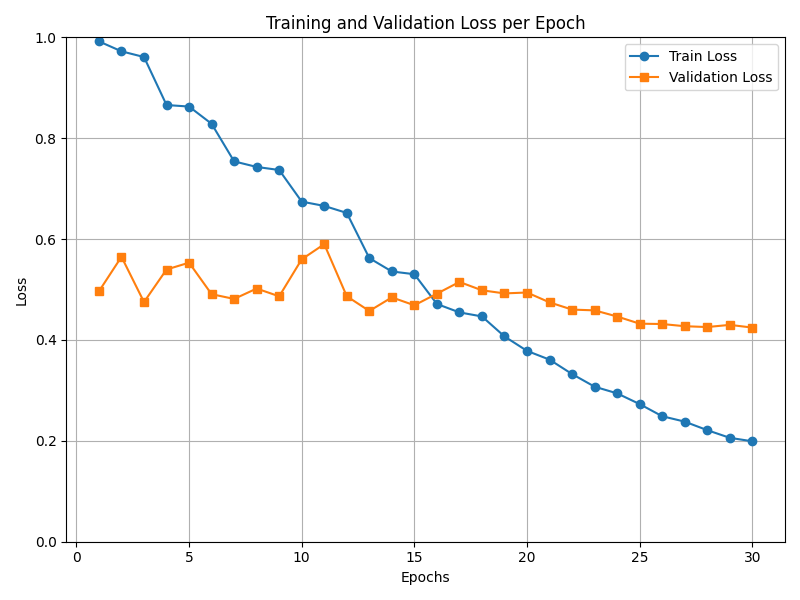 Training and Validation Loss per Epoch
Train Loss
Validation Loss
Loss
1.0
0.8
0.6
0.4
0.2
0.0
0 5 10 15 20 25 30
Epochs